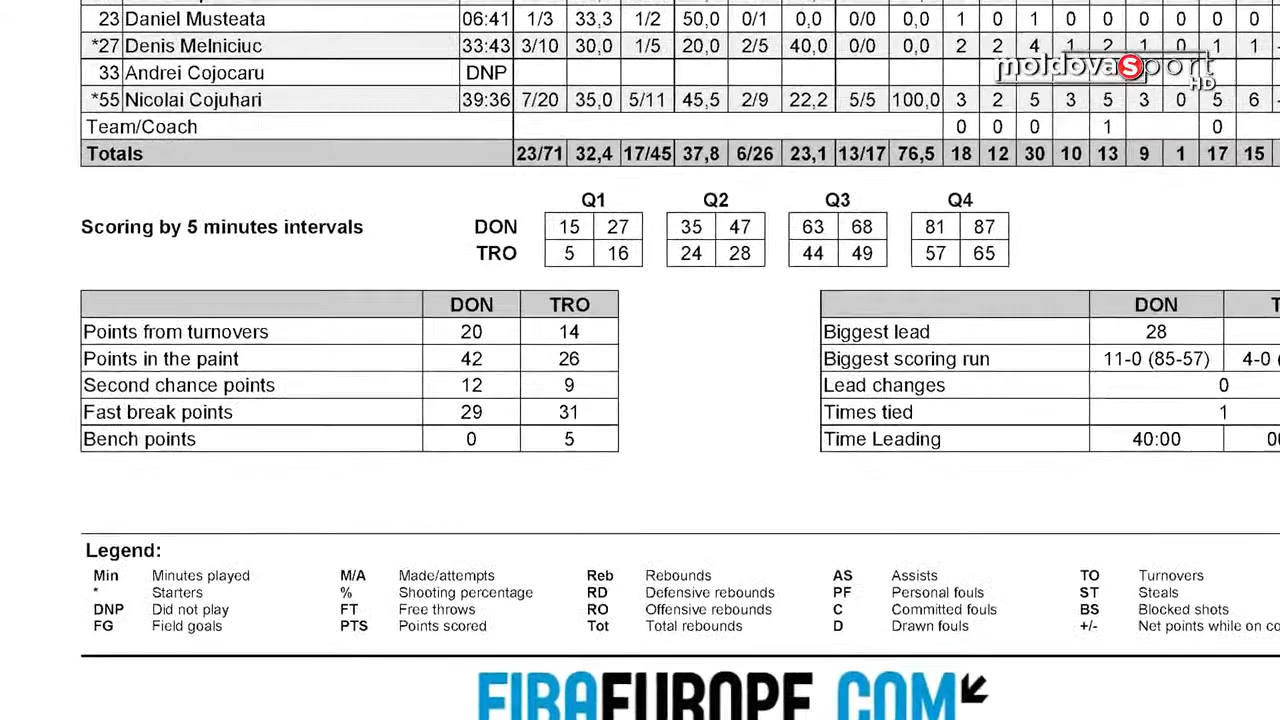 23 Daniel Musteata 06:41 1/3 33,3 1/2 50,0 0/1 0,0 0/0 0,0 1 0 1 0 0 0 0 0 0
*27 Denis Melniciuc 33:43 3/10 30,0 1/5 20,0 2/5 40,0 0/0 0,0 2 2 4 1 2 1 0 1 1
moldova sport HD
33 Andrei Cojocaru DNP
*55 Nicolai Cojuhari 39:36 7/20 35,0 5/11 45,5 2/9 22,2 5/5 100,0 3 2 5 3 5 3 0 5 6
Team/Coach 0 0 0 1 0
Totals 23/71 32,4 17/45 37,8 6/26 23,1 13/17 76,5 18 12 30 10 13 9 1 17 15
Q1 Q2 Q3 Q4
Scoring by 5 minutes intervals DON 15 27 35 47 63 68 81 87
TRO 5 16 24 28 44 49 57 65
DON TRO
Points from turnovers 20 14
Points in the paint 42 26
Second chance points 12 9
Fast break points 29 31
Bench points 0 5
DON T
Biggest lead 28
Biggest scoring run 11-0 (85-57) 4-0 (
Lead changes 0
Times tied 1
Time Leading 40:00 00
Legend:
Min Minutes played M/A Made/attempts Reb Rebounds AS Assists TO Turnovers
* Starters % Shooting percentage RD Defensive rebounds PF Personal fouls ST Steals
DNP Did not play FT Free throws RO Offensive rebounds C Committed fouls BS Blocked shots
FG Field goals PTS Points scored Tot Total rebounds D Drawn fouls +/- Net points while on co
FIBAEUROPE.COM